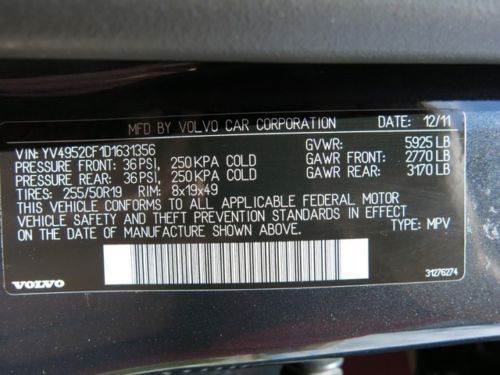 MFD BY VOLVO CAR CORPORATION DATE: 12/11
VIN: YV4952CF1D1631356 GVWR: 5925 LB
PRESSURE FRONT: 36 PSI, 250 KPA COLD GAWR FRONT: 2770 LB
PRESSURE REAR: 36 PSI, 250 KPA COLD GAWR REAR: 3170 LB
TIRES: 255/50R19 RIM: 8x19x49
THIS VEHICLE CONFORMS TO ALL APPLICABLE FEDERAL MOTOR
VEHICLE SAFETY AND THEFT PREVENTION STANDARDS IN EFFECT
ON THE DATE OF MANUFACTURE SHOWN ABOVE. TYPE: MPV
VOLVO 31276274